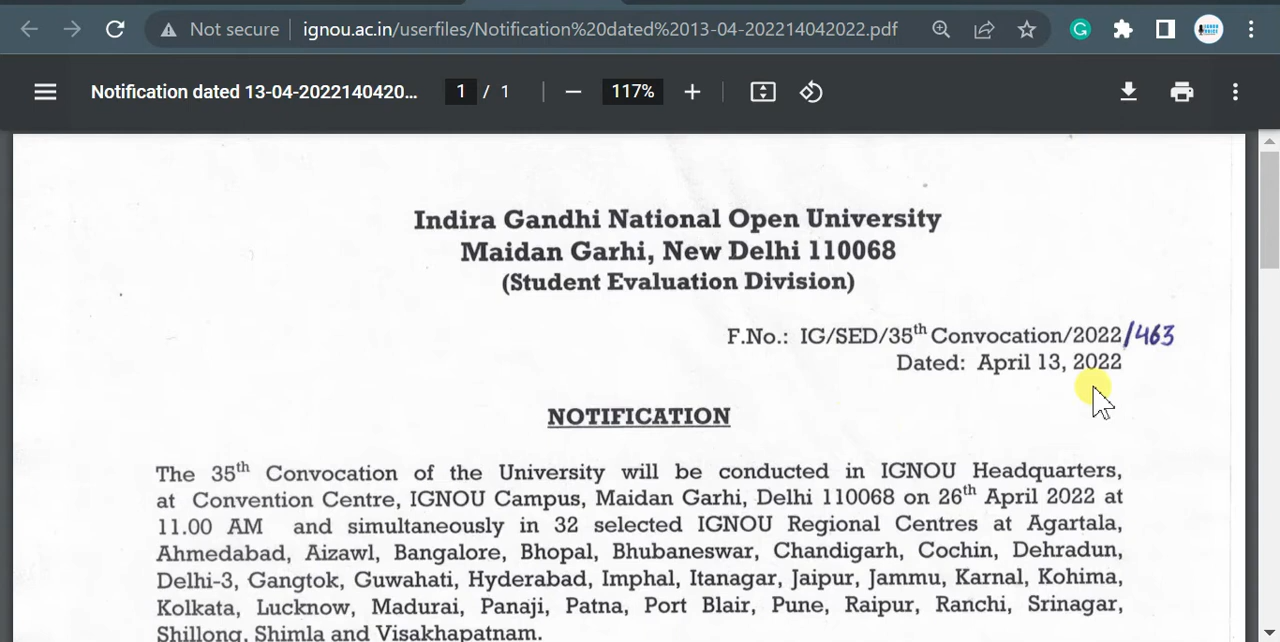 Not secure
ignou.ac.in/userfiles/Notification%20dated%2013-04-202214042022.pdf
Notification dated 13-04-2022140420...
1 / 1
117%
Indira Gandhi National Open University
Maidan Garhi, New Delhi 110068
(Student Evaluation Division)
F.No.: IG/SED/35th Convocation/2022/463
Dated: April 13, 2022
NOTIFICATION
The 35th Convocation of the University will be conducted in IGNOU Headquarters,
at Convention Centre, IGNOU Campus, Maidan Garhi, Delhi 110068 on 26th April 2022 at
11.00 AM and simultaneously in 32 selected IGNOU Regional Centres at Agartala,
Ahmedabad, Aizawl, Bangalore, Bhopal, Bhubaneswar, Chandigarh, Cochin, Dehradun,
Delhi-3, Gangtok, Guwahati, Hyderabad, Imphal, Itanagar, Jaipur, Jammu, Karnal, Kohima,
Kolkata, Lucknow, Madurai, Panaji, Patna, Port Blair, Pune, Raipur, Ranchi, Srinagar,
Shillong, Shimla and Visakhapatnam.